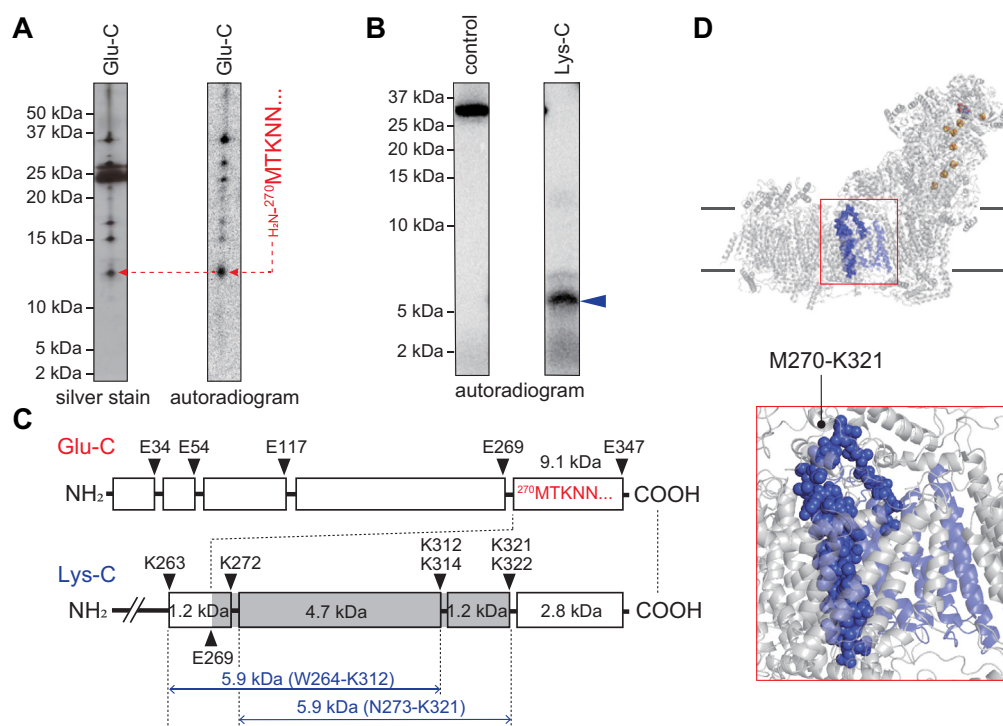 A
Glu-C
Glu-C
50 kDa
37 kDa
25 kDa
20 kDa
15 kDa
10 kDa
5 kDa
2 kDa
H₂N-²⁷⁰MTKNN...
silver stain
autoradiogram
B
control
Lys-C
37 kDa
25 kDa
20 kDa
15 kDa
10 kDa
5 kDa
2 kDa
autoradiogram
C
Glu-C
E34
E54
E117
E269
E347
9.1 kDa
NH₂
²⁷⁰MTKNN...
COOH
Lys-C
K263
K272
K312
K314
K321
K322
NH₂
1.2 kDa
4.7 kDa
1.2 kDa
2.8 kDa
COOH
E269
5.9 kDa (W264-K312)
5.9 kDa (N273-K321)
D
M270-K321